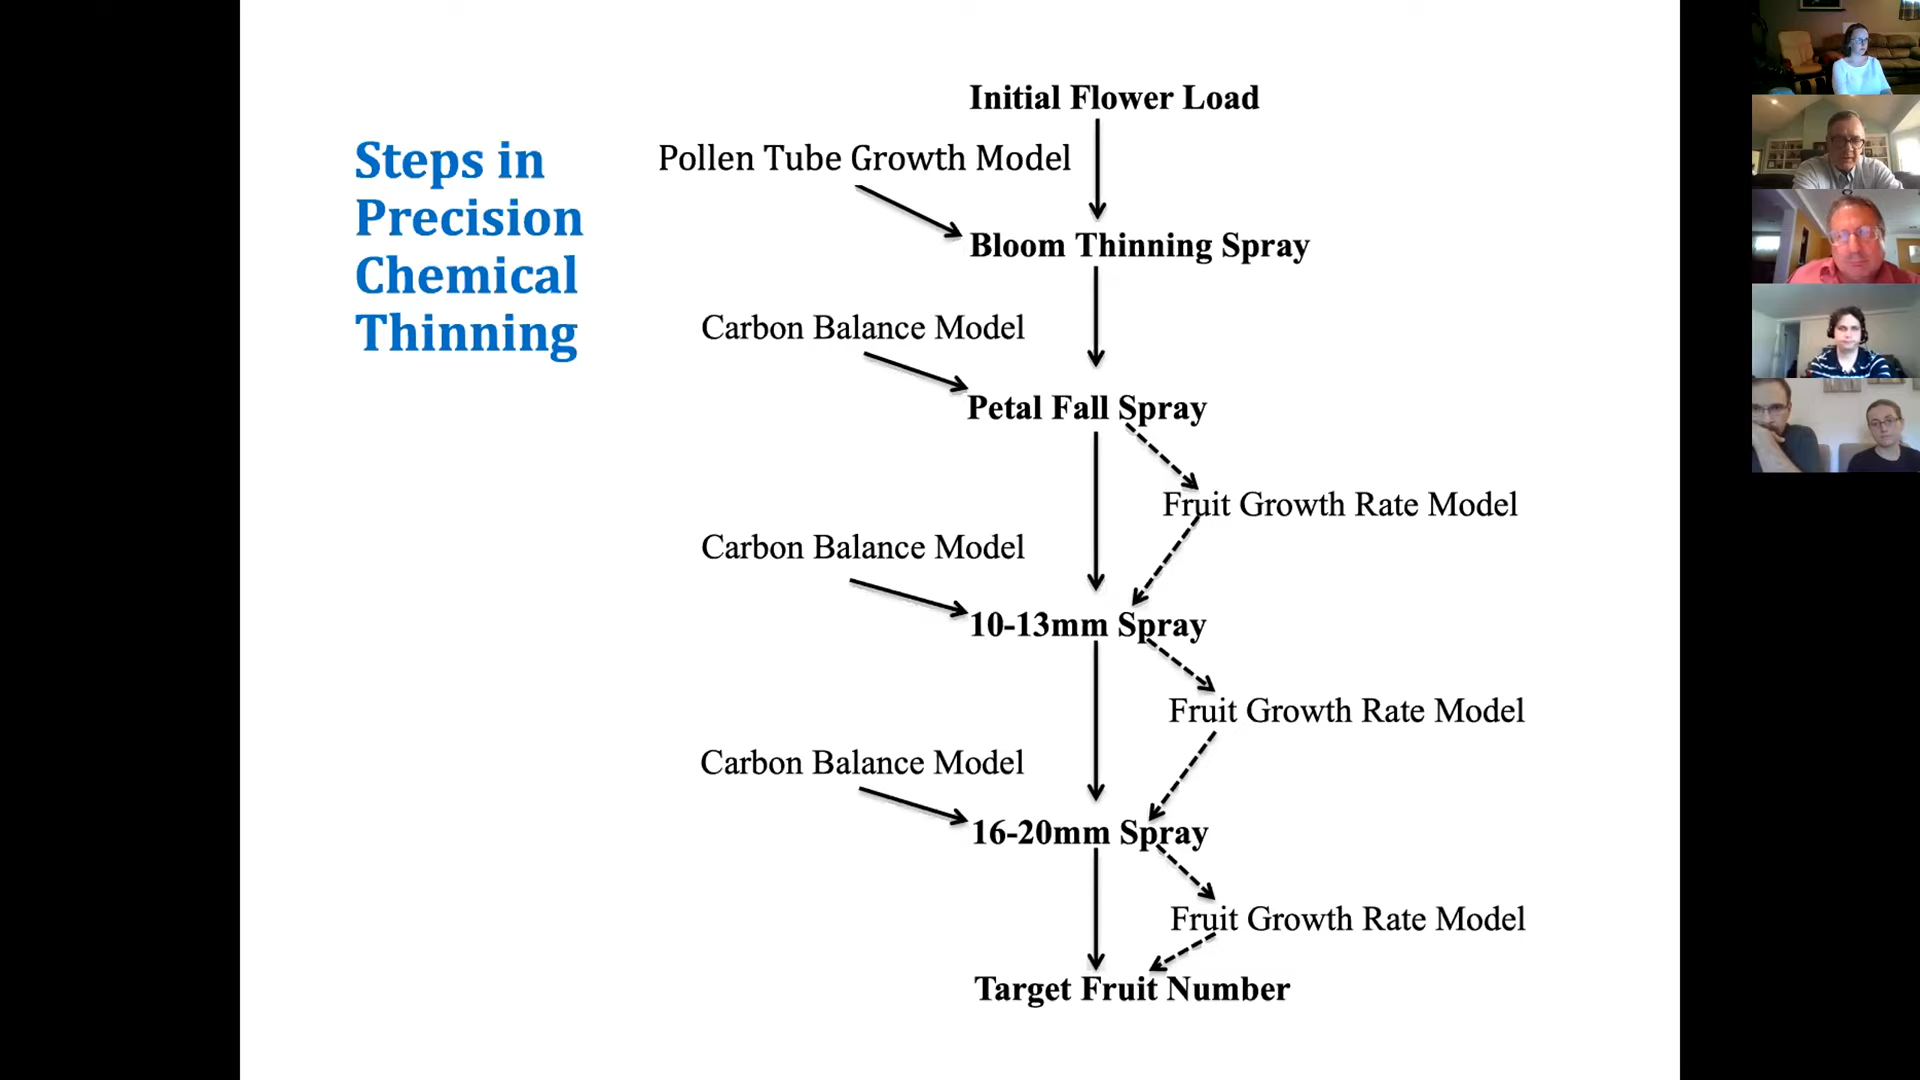 Steps in
Precision
Chemical
Thinning
Initial Flower Load
Pollen Tube Growth Model
Bloom Thinning Spray
Carbon Balance Model
Petal Fall Spray
Fruit Growth Rate Model
Carbon Balance Model
10-13mm Spray
Fruit Growth Rate Model
Carbon Balance Model
16-20mm Spray
Fruit Growth Rate Model
Target Fruit Number